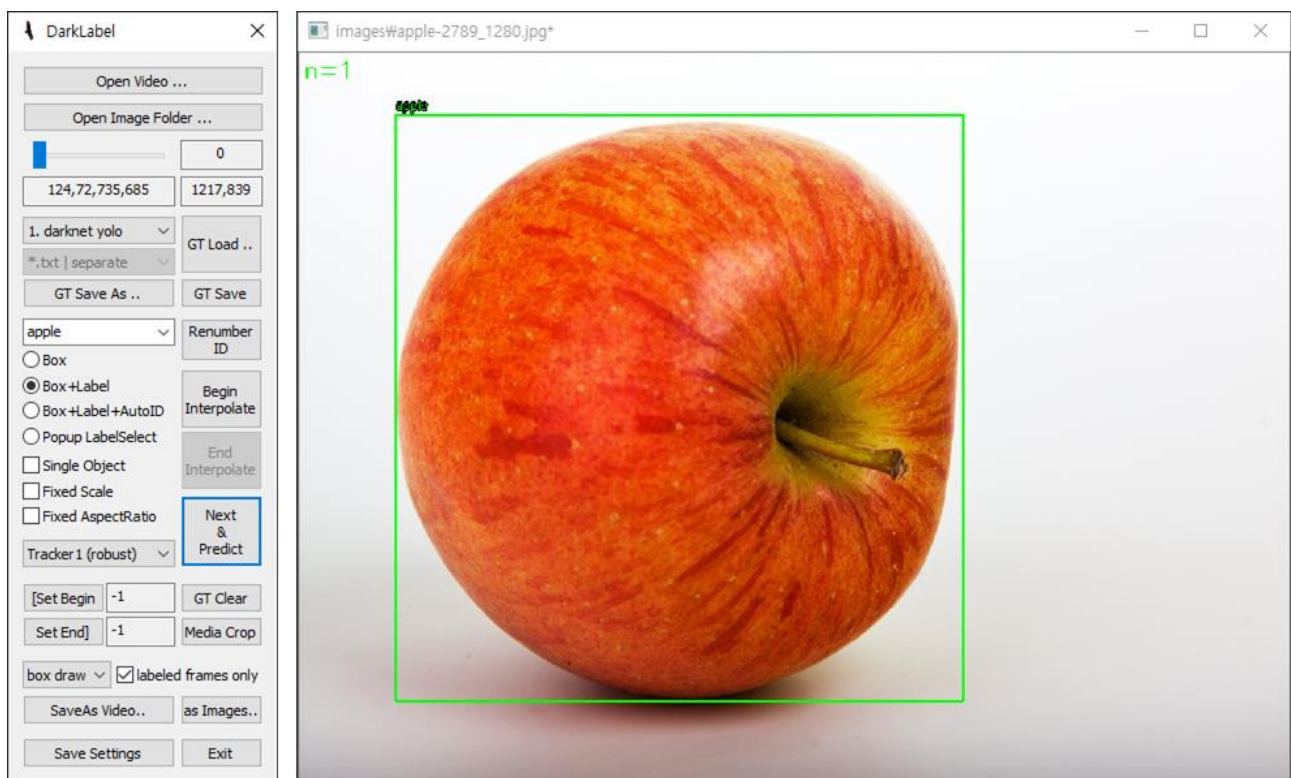 DarkLabel
Open Video ...
Open Image Folder ...
0
124,72,735,685
1217,839
1. darknet yolo
GT Load ..
*.txt | separate
GT Save As ..
GT Save
apple
Renumber
ID
Box
Box+Label
Box+Label+AutoID
Popup LabelSelect
Begin
Interpolate
End
Interpolate
Single Object
Fixed Scale
Fixed AspectRatio
Next
&
Predict
Tracker1 (robust)
[Set Begin
-1
GT Clear
Set End]
-1
Media Crop
box draw
labeled frames only
SaveAs Video..
as Images..
Save Settings
Exit
images₩apple-2789_1280.jpg*
n=1
apple